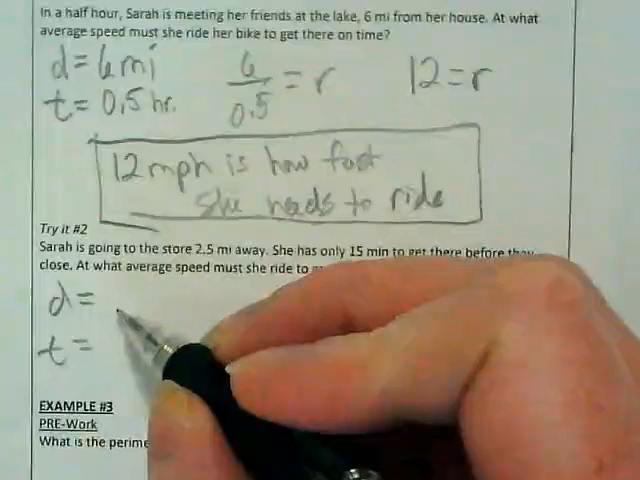 In a half hour, Sarah is meeting her friends at the lake, 6 mi from her house. At what
average speed must she ride her bike to get there on time?
d = 6 mi
t = 0.5 hr.
6/0.5 = r
12 = r
12 mph is how fast
she needs to ride
Try it #2
Sarah is going to the store 2.5 mi away. She has only 15 min to get there before they
close. At what average speed must she ride to
d =
t =
EXAMPLE #3
PRE-Work
What is the